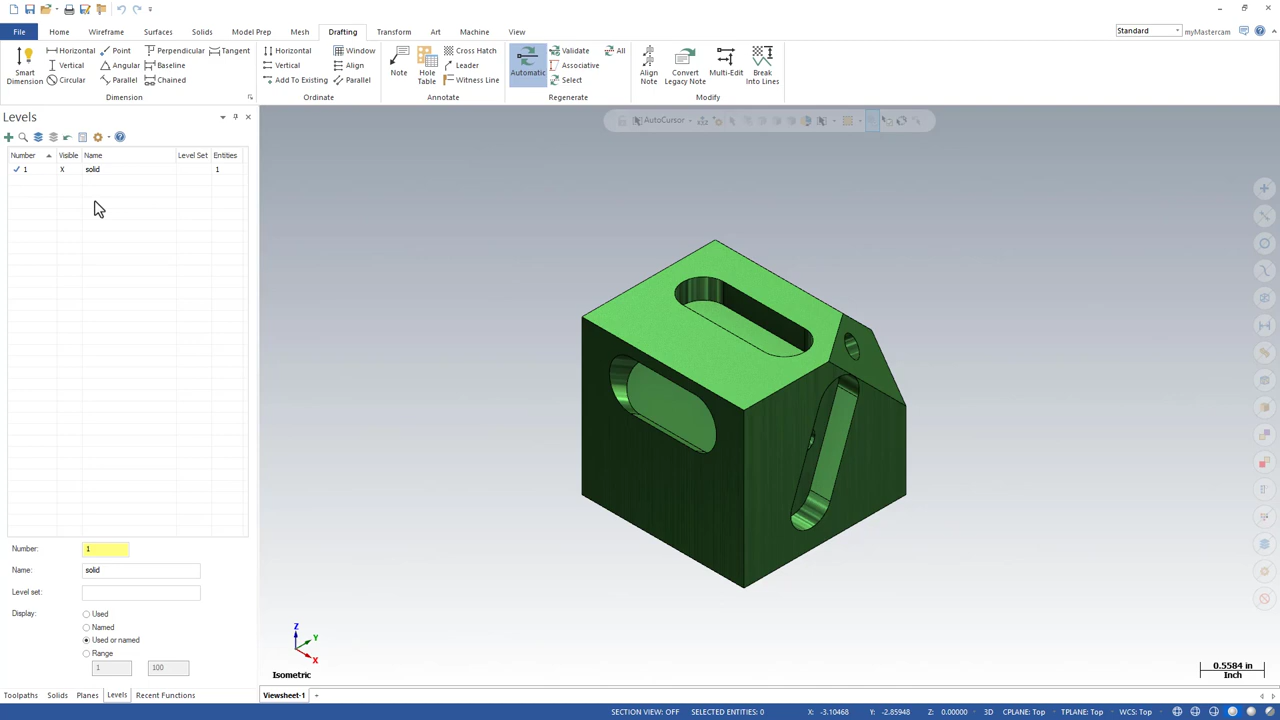 File Home Wireframe Surfaces Solids Model Prep Mesh Drafting Transform Art Machine View
Standard myMastercam
Smart Dimension
Horizontal Point Perpendicular Tangent
Vertical Angular Baseline
Circular Parallel Chained
Dimension
Horizontal Window
Vertical Align
Add To Existing Parallel
Ordinate
Note
Hole Table
Cross Hatch
Leader
Witness Line
Annotate
Automatic
Validate All
Associative
Select
Regenerate
Align Note
Convert Legacy Note
Multi-Edit
Break Into Lines
Modify
Levels
AutoCursor
Number Visible Name Level Set Entities
1 X solid 1
Number: 1
Name: solid
Level set:
Display: Used
Named
Used or named
Range
1 100
Z
Y
X
Isometric
0.5584 in
Inch
Toolpaths Solids Planes Levels Recent Functions
Viewsheet-1 +
SECTION VIEW: OFF SELECTED ENTITIES: 0 X: -3.10468 Y: -2.85948 Z: 0.00000 3D CPLANE: Top TPLANE: Top WCS: Top